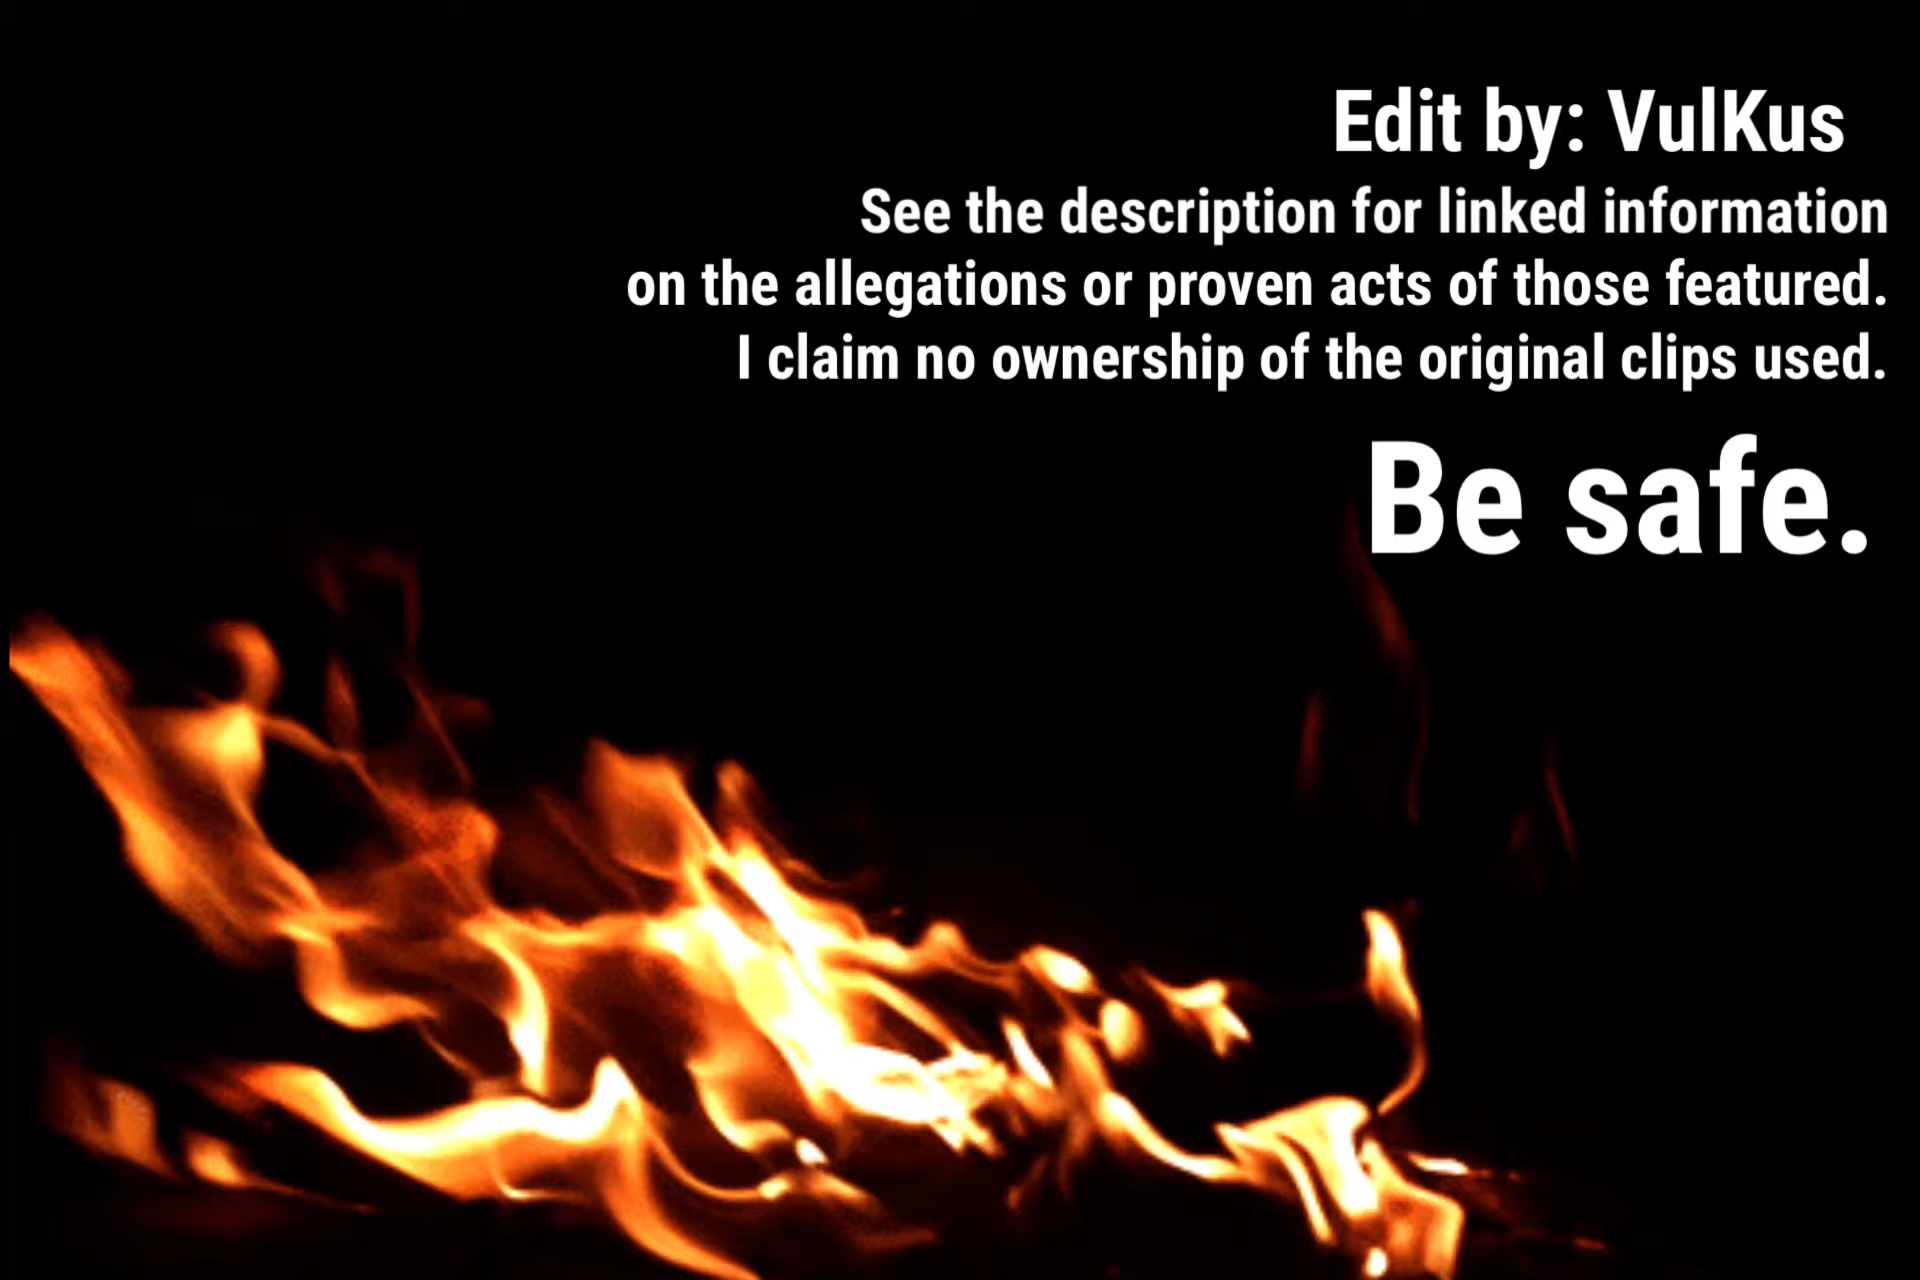 Edit by: VulKus
See the description for linked information
on the allegations or proven acts of those featured.
I claim no ownership of the original clips used.
Be safe.